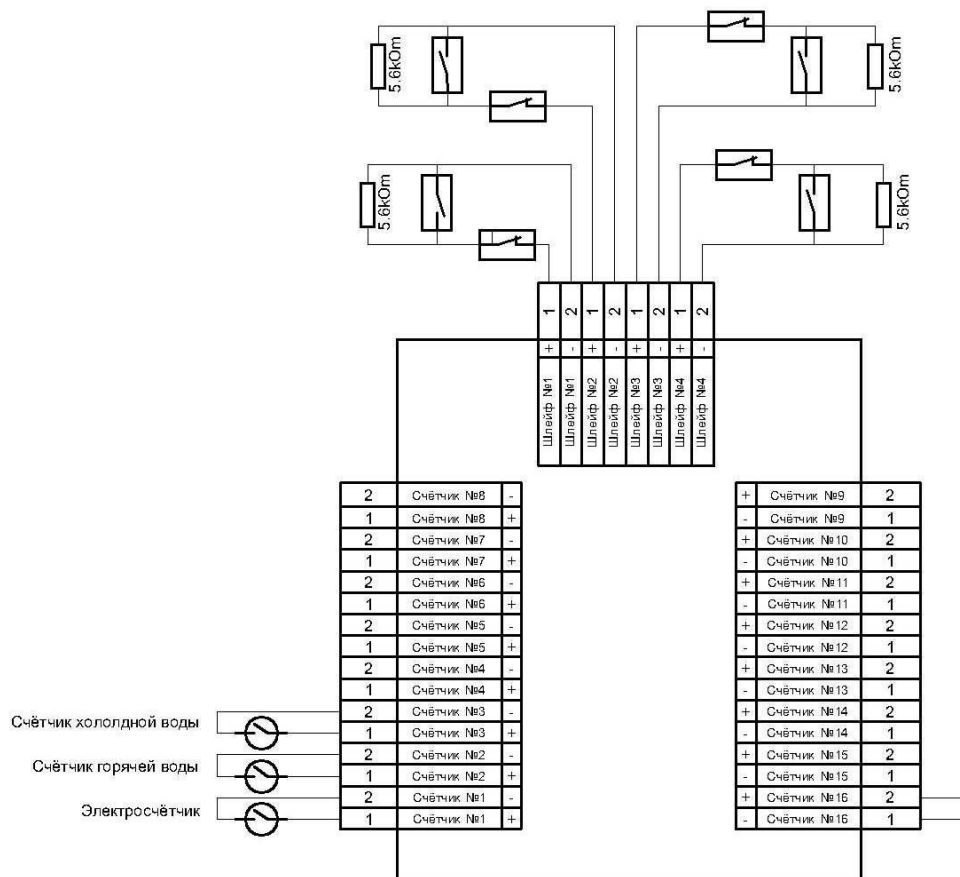 5.6kOm
5.6kOm
5.6kOm
5.6kOm
1 2 1 2 1 2 1 2
+ - + - + - + -
Шлейф №1
Шлейф №1
Шлейф №2
Шлейф №2
Шлейф №3
Шлейф №3
Шлейф №4
Шлейф №4
2 Счётчик №8 -
1 Счётчик №8 +
2 Счётчик №7 -
1 Счётчик №7 +
2 Счётчик №6 -
1 Счётчик №6 +
2 Счётчик №5 -
1 Счётчик №5 +
2 Счётчик №4 -
1 Счётчик №4 +
2 Счётчик №3 -
1 Счётчик №3 +
2 Счётчик №2 -
1 Счётчик №2 +
2 Счётчик №1 -
1 Счётчик №1 +
Счётчик хололдной воды
Счётчик горячей воды
Электросчётчик
+ Счётчик №9 2
- Счётчик №9 1
+ Счётчик №10 2
- Счётчик №10 1
+ Счётчик №11 2
- Счётчик №11 1
+ Счётчик №12 2
- Счётчик №12 1
+ Счётчик №13 2
- Счётчик №13 1
+ Счётчик №14 2
- Счётчик №14 1
+ Счётчик №15 2
- Счётчик №15 1
+ Счётчик №16 2
- Счётчик №16 1